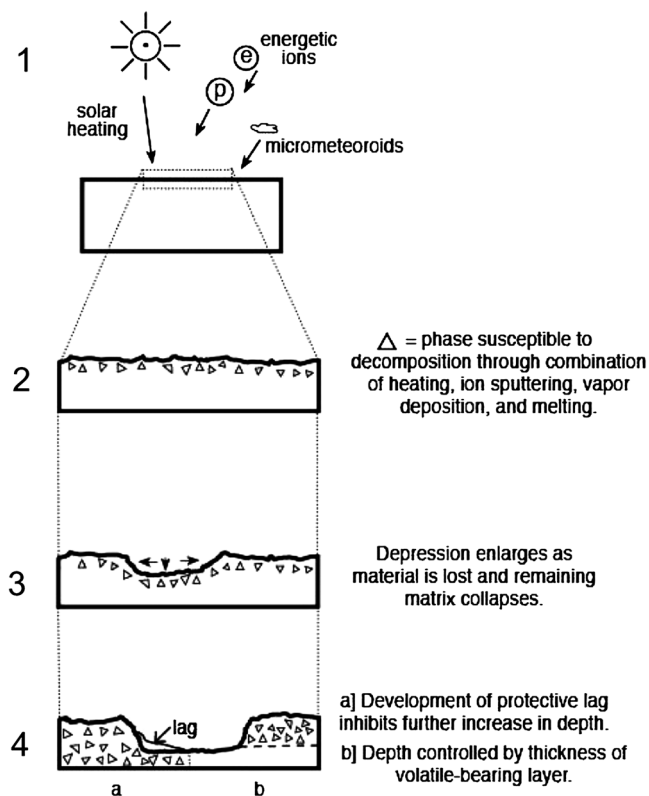 1
energetic
ions
e
p
solar
heating
micrometeoroids
2
△ = phase susceptible to
decomposition through combination
of heating, ion sputtering, vapor
deposition, and melting.
3
Depression enlarges as
material is lost and remaining
matrix collapses.
4
lag
a] Development of protective lag
inhibits further increase in depth.
b] Depth controlled by thickness of
volatile-bearing layer.
a
b